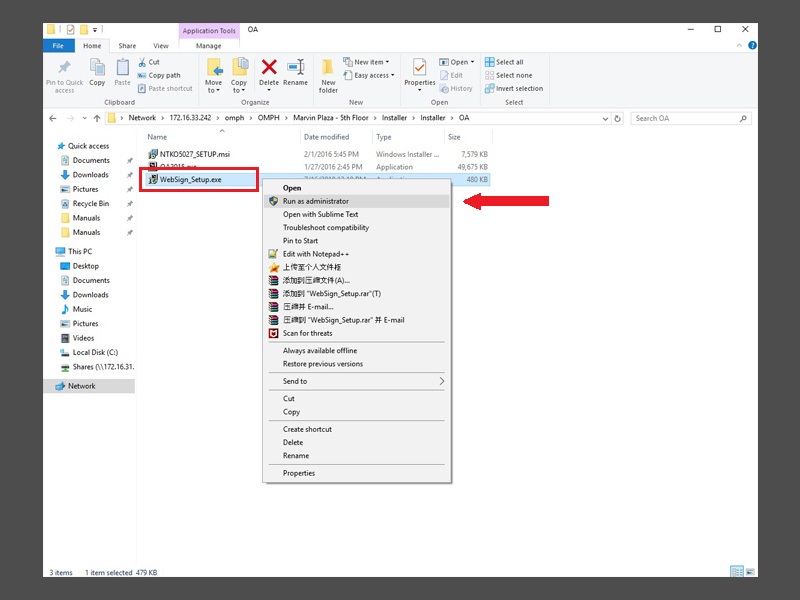 Application Tools
OA
File
Home
Share
View
Manage
Pin to Quick access
Copy
Paste
Cut
Copy path
Paste shortcut
Clipboard
Move to
Copy to
Delete
Rename
Organize
New folder
New item
Easy access
New
Properties
Open
Edit
History
Open
Select all
Select none
Invert selection
Select
Network > 172.16.33.242 > omph > OMPH > Marvin Plaza - 5th Floor > Installer > Installer > OA
Search OA
Quick access
Documents
Downloads
Pictures
Recycle Bin
Manuals
Manuals
This PC
Desktop
Documents
Downloads
Music
Pictures
Videos
Local Disk (C:)
Shares (\\172.16.31.
Network
Name
Date modified
Type
Size
NTKO5027_SETUP.msi
2/1/2016 5:45 PM
Windows Installer ...
7,579 KB
1/27/2016 2:45 PM
Application
49,675 KB
WebSign_Setup.exe
480 KB
Open
Run as administrator
Open with Sublime Text
Troubleshoot compatibility
Pin to Start
Edit with Notepad++
上传至个人文件柜
添加到压缩文件(A)...
添加到 "WebSign_Setup.rar"(T)
压缩并 E-mail...
压缩到 "WebSign_Setup.rar" 并 E-mail
Scan for threats
Always available offline
Restore previous versions
Send to
Cut
Copy
Create shortcut
Delete
Rename
Properties
3 items
1 item selected 479 KB